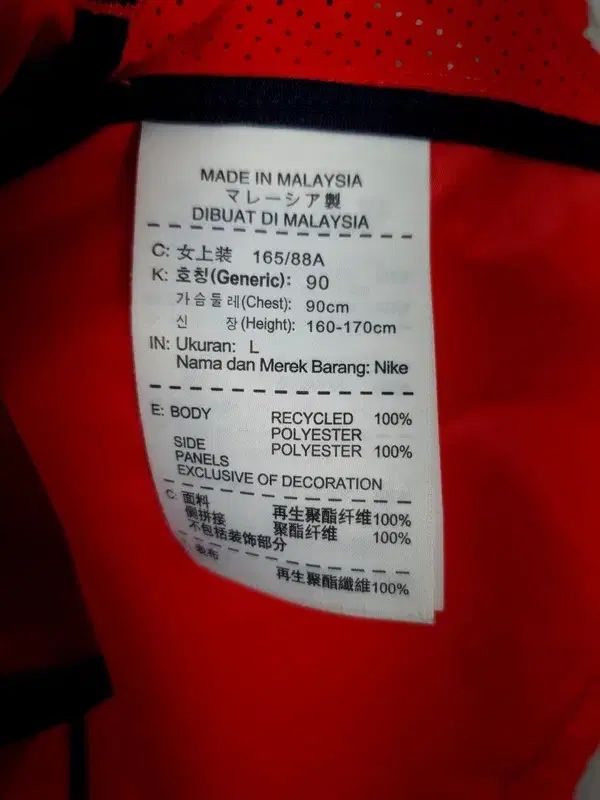 MADE IN MALAYSIA
マレーシア製
DIBUAT DI MALAYSIA
C: 女上装 165/88A
K: 호칭(Generic): 90
가슴둘레(Chest): 90cm
신 장(Height): 160-170cm
IN: Ukuran: L
Nama dan Merek Barang: Nike
E: BODY RECYCLED 100%
POLYESTER
SIDE POLYESTER 100%
PANELS
EXCLUSIVE OF DECORATION
C: 面料 再生聚酯纤维100%
侧拼接 聚酯纤维 100%
不包括装饰部分
表布 再生聚酯纖維100%